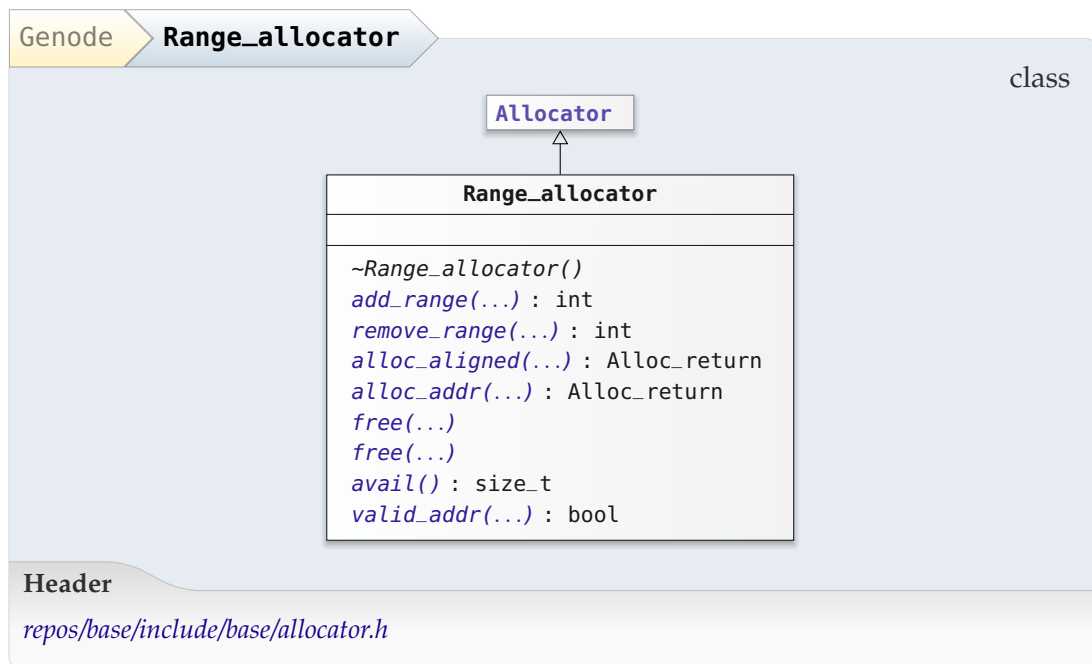 Genode Range_allocator
class
Allocator
Range_allocator
~Range_allocator()
add_range(...) : int
remove_range(...) : int
alloc_aligned(...) : Alloc_return
alloc_addr(...) : Alloc_return
free(...)
free(...)
avail() : size_t
valid_addr(...) : bool
Header
repos/base/include/base/allocator.h